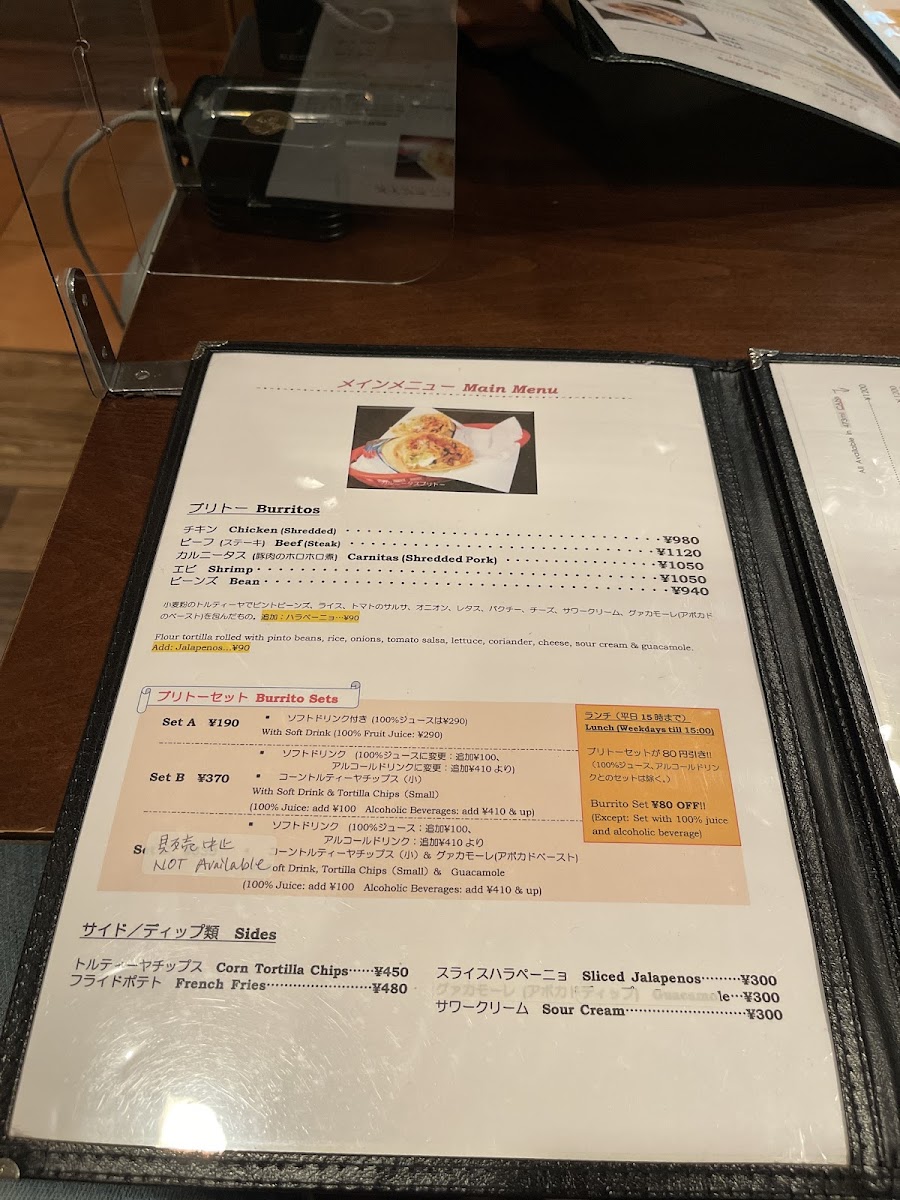 メインメニュー Main Menu
ブリトー Burritos
チキン Chicken (Shredded) ・・・・・・・・・・・・・・・・・・・・・・・・・・・・・¥980
ビーフ (ステーキ) Beef (Steak) ・・・・・・・・・・・・・・・・・・・・・・・・・・・・¥1120
カルニータス (豚肉のホロホロ煮) Carnitas (Shredded Pork) ・・・・・・・・・・・・・・・¥1050
エビ Shrimp・・・・・・・・・・・・・・・・・・・・・・・・・・・・・・・・・・・¥1050
ビーンズ Bean・・・・・・・・・・・・・・・・・・・・・・・・・・・・・・・・・・・¥940
小麦粉のトルティーヤでピントビーンズ、ライス、トマトのサルサ、オニオン、レタス、パクチー、チーズ、サワークリーム、グァカモーレ(アボカド
のペースト)を包んだもの。追加：ハラペーニョ…¥90
Flour tortilla rolled with pinto beans, rice, onions, tomato salsa, lettuce, coriander, cheese, sour cream & guacamole.
Add: Jalapenos...¥90
ブリトーセット Burrito Sets
Set A ¥190
▪ ソフトドリンク付き (100%ジュースは¥290)
With Soft Drink (100% Fruit Juice: ¥290)
Set B ¥370
▪ ソフトドリンク (100%ジュースに変更：追加¥100、
アルコールドリンクに変更：追加¥410 より)
▪ コーントルティーヤチップス（小）
With Soft Drink & Tortilla Chips（Small）
(100% Juice: add ¥100 Alcoholic Beverages: add ¥410 & up)
▪ ソフトドリンク (100%ジュース：追加¥100、
アルコールドリンク：追加¥410 より
販売中止
NOT Available
コーントルティーヤチップス（小）& グァカモーレ(アボカドペースト)
oft Drink, Tortilla Chips（Small）& Guacamole
(100% Juice: add ¥100 Alcoholic Beverages: add ¥410 & up)
ランチ（平日 15 時まで）
Lunch (Weekdays till 15:00)
ブリトーセットが 80 円引き!!
（100%ジュース、アルコールドリン
クとのセットは除く。）
Burrito Set ¥80 OFF!!
(Except: Set with 100% juice
and alcoholic beverage)
サイド／ディップ類 Sides
トルティーヤチップス Corn Tortilla Chips……¥450
フライドポテト French Fries……………………¥480
スライスハラペーニョ Sliced Jalapenos………¥300
グァカモーレ (アボカドディップ) Guacamole…¥300
サワークリーム Sour Cream…………………………¥300